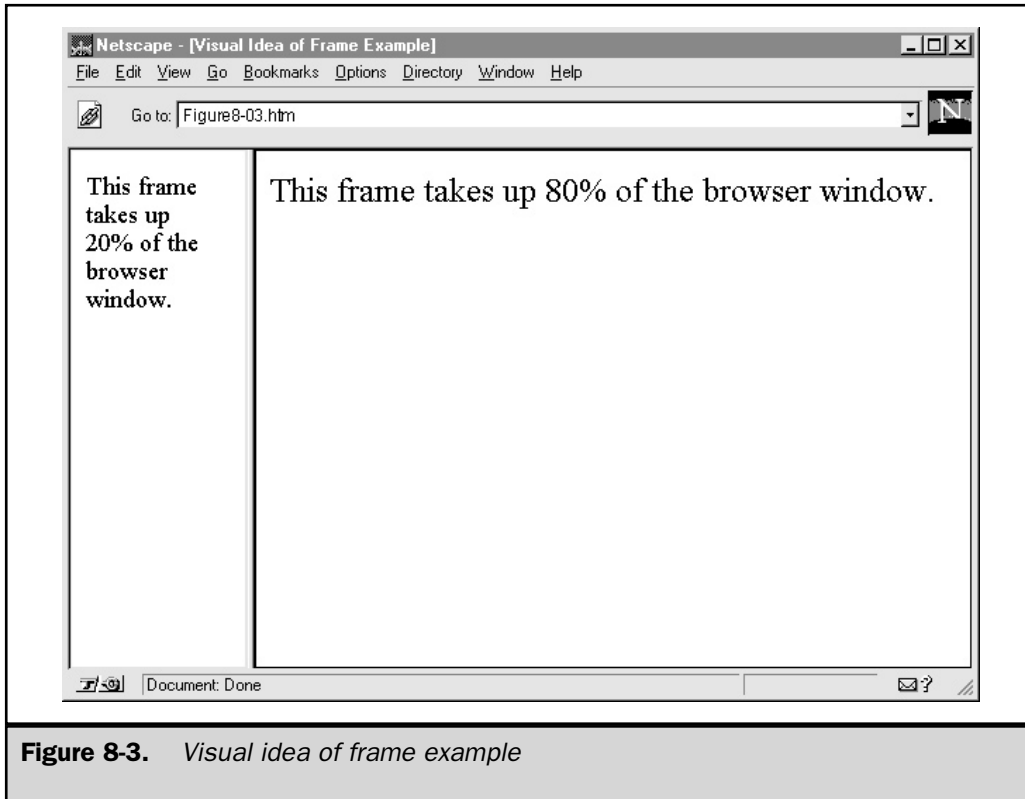 Netscape - [Visual Idea of Frame Example]
File Edit View Go Bookmarks Options Directory Window Help
Go to: Figure8-03.htm
N
This frame
takes up
20% of the
browser
window.
This frame takes up 80% of the browser window.
Document: Done
?
Figure 8-3. Visual idea of frame example